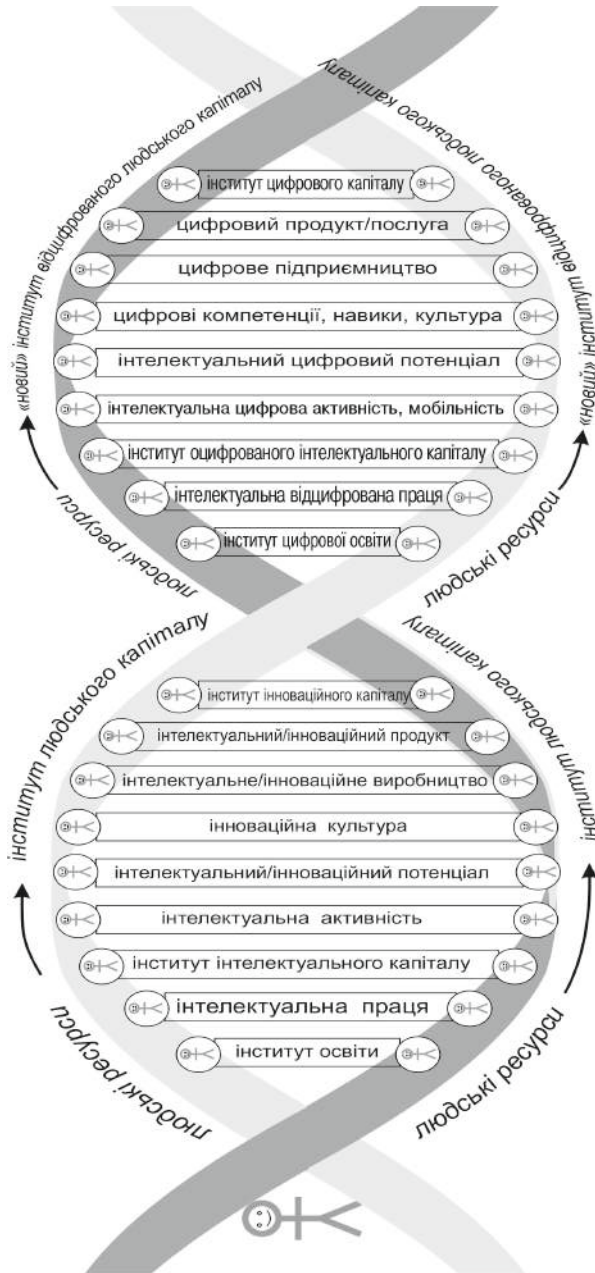 «новий» інститут відцифрованого людського капіталу
«новий» інститут відцифрованого людського капіталу
інститут цифрового капіталу
цифровий продукт/послуга
цифрове підприємництво
цифрові компетенції, навики, культура
інтелектуальний цифровий потенціал
інтелектуальна цифрова активність, мобільність
інститут оцифрованого інтелектуального капіталу
інтелектуальна відцифрована праця
інститут цифрової освіти
людські ресурси
людські ресурси
інститут людського капіталу
інститут людського капіталу
інститут інноваційного капіталу
інтелектуальний/інноваційний продукт
інтелектуальне/інноваційне виробництво
інноваційна культура
інтелектуальний/інноваційний потенціал
інтелектуальна активність
інститут інтелектуального капіталу
інтелектуальна праця
інститут освіти
людські ресурси
людські ресурси